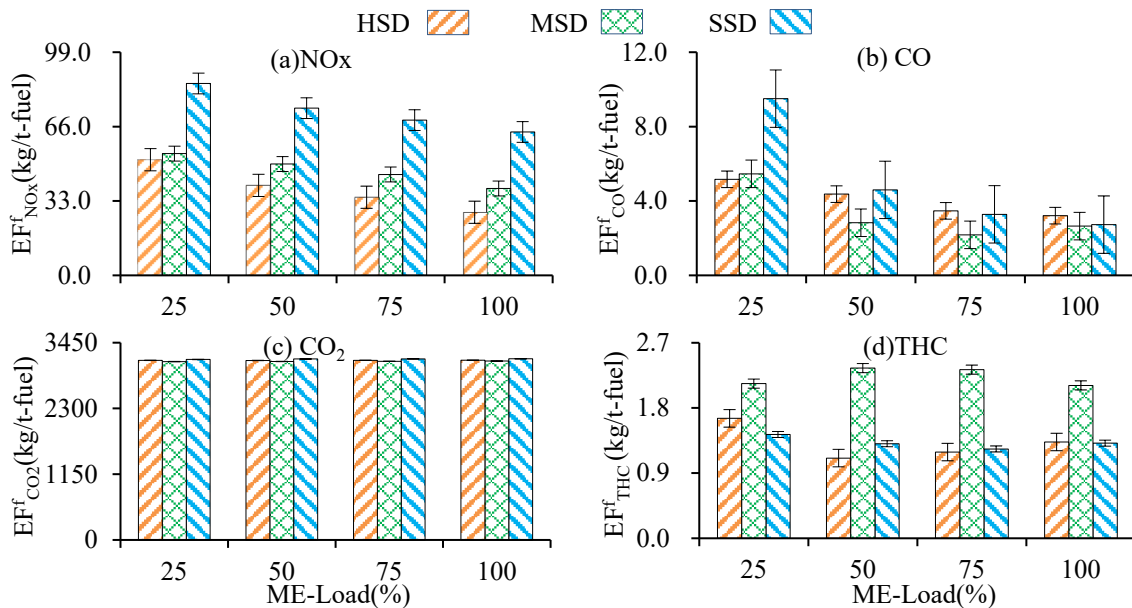 HSD MSD SSD
(a)NOx
EFᶠNOx(kg/t-fuel)
99.0
66.0
33.0
0.0
25 50 75 100
(b) CO
EFᶠCO(kg/t-fuel)
12.0
8.0
4.0
0.0
25 50 75 100
(c) CO₂
EFᶠCO2(kg/t-fuel)
3450
2300
1150
0
25 50 75 100
ME-Load(%)
(d)THC
EFᶠTHC (kg/t-fuel)
2.7
1.8
0.9
0.0
25 50 75 100
ME-Load(%)